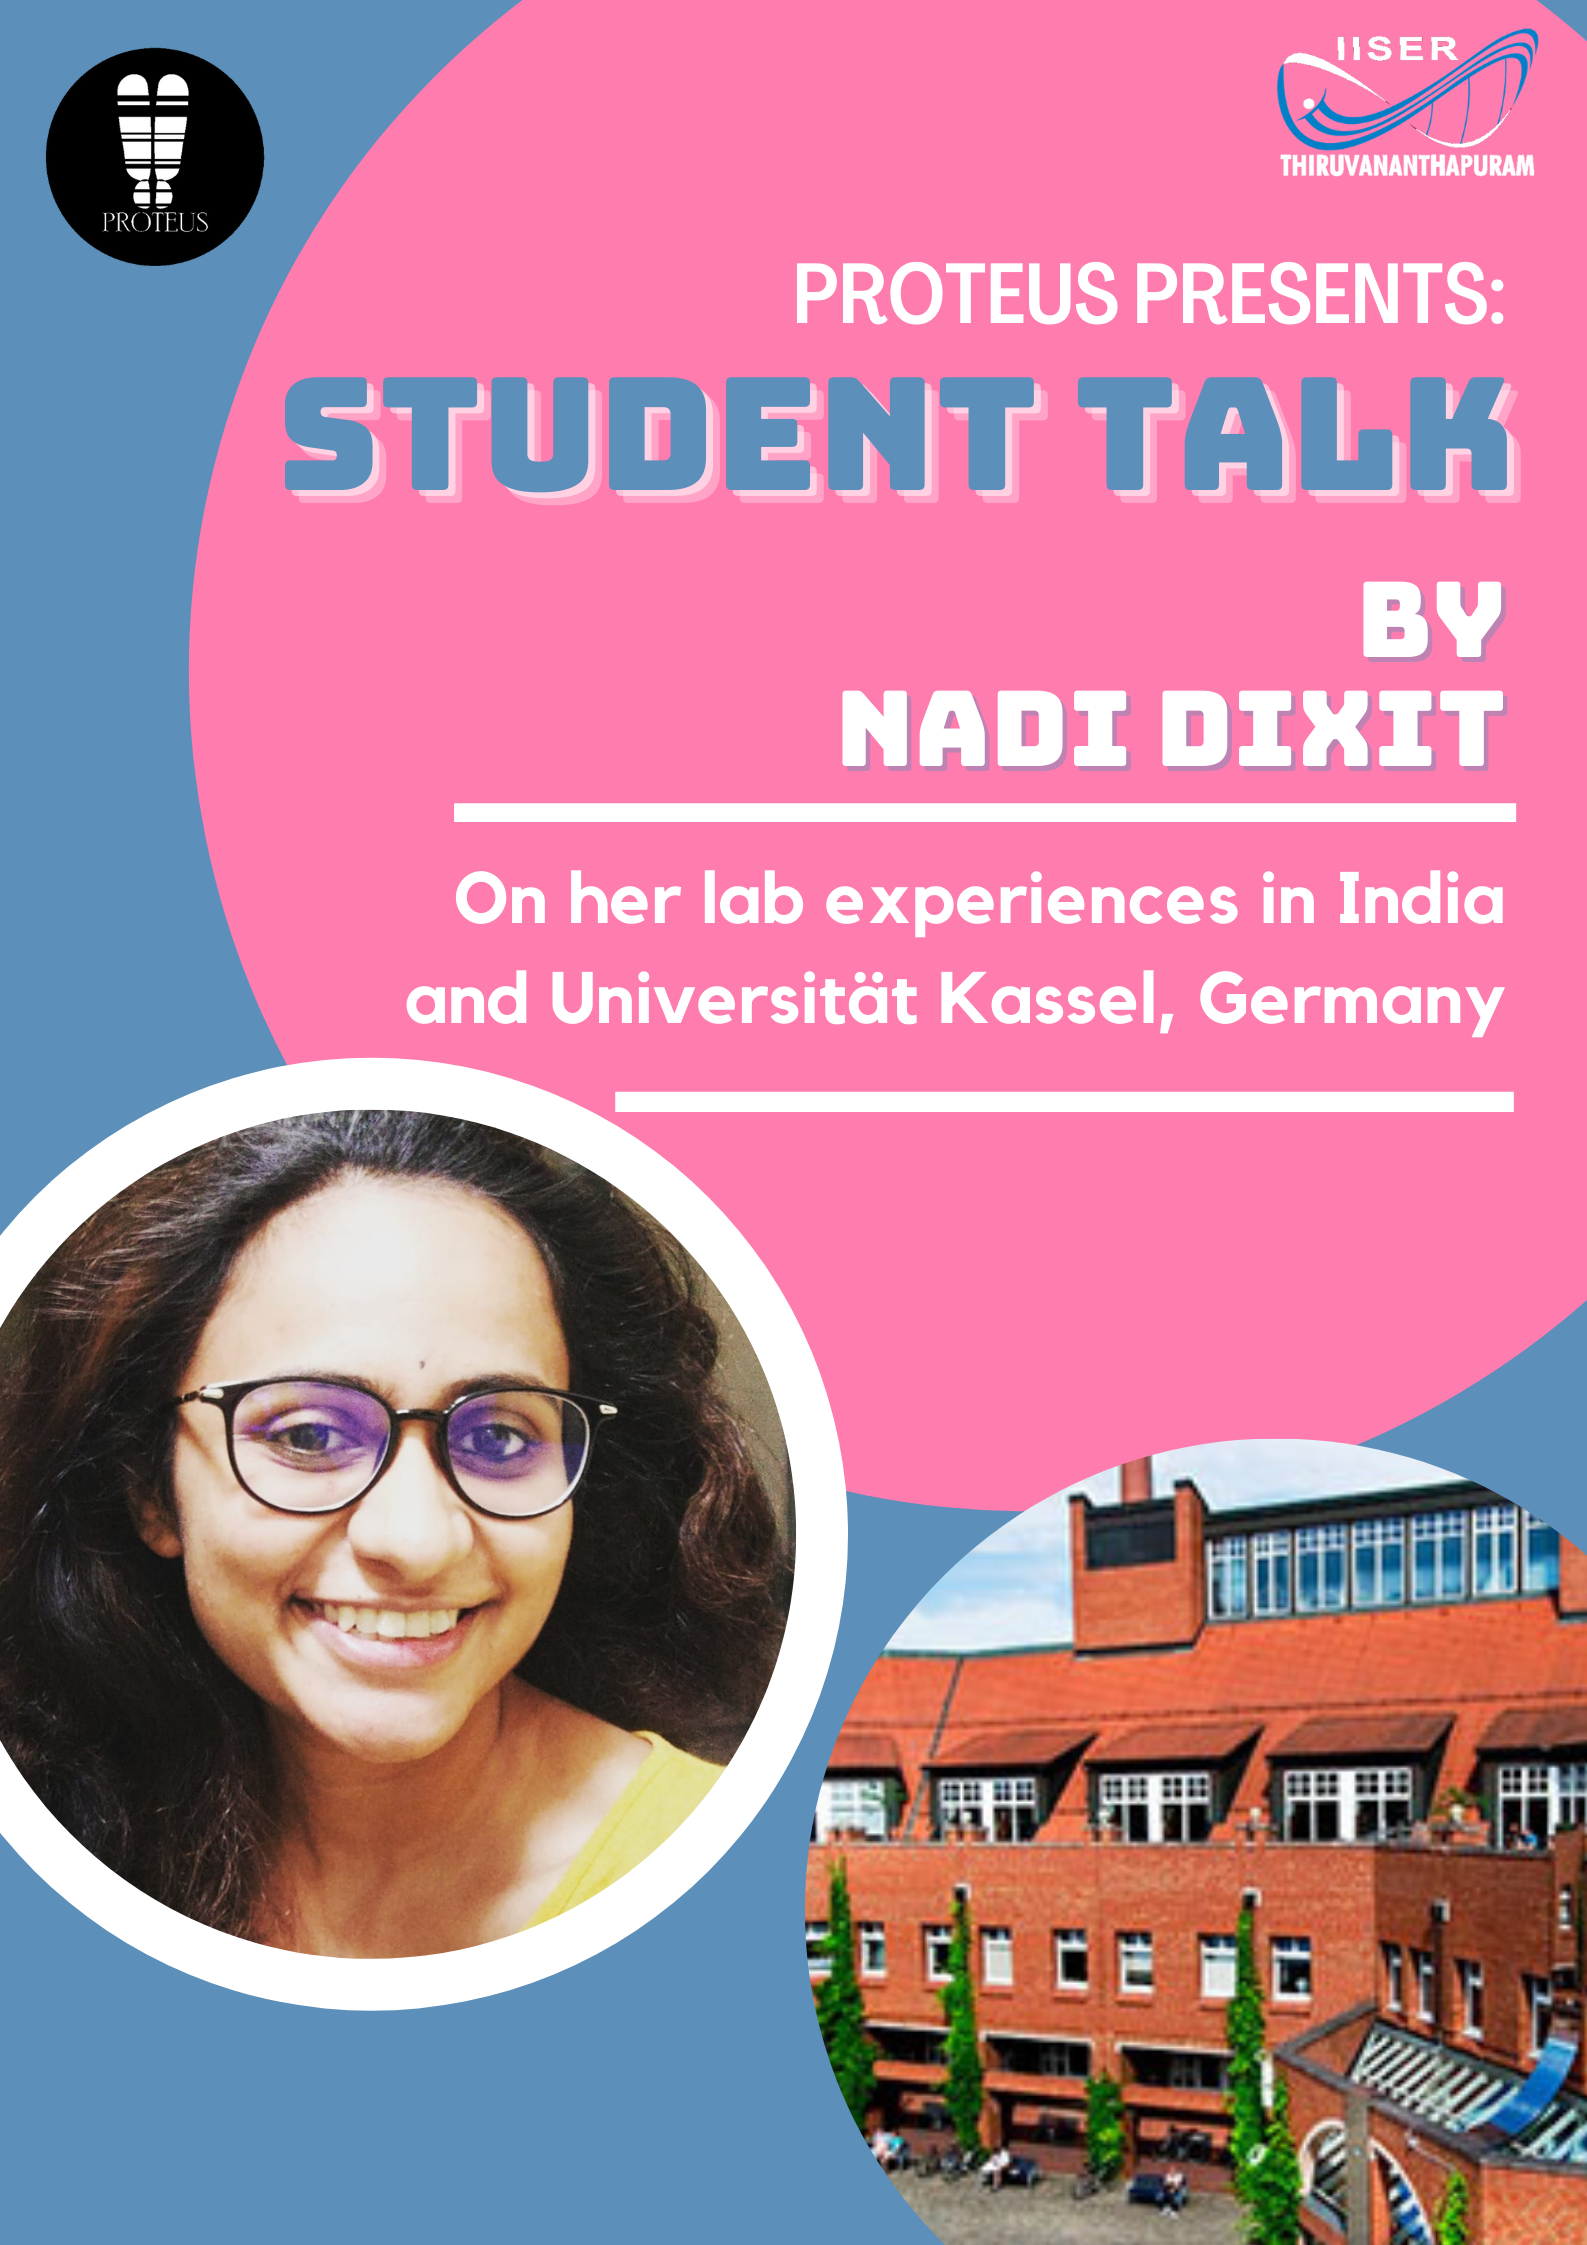 PROTEUS
IISER
THIRUVANANTHAPURAM
PROTEUS PRESENTS:
STUDENT TALK
BY
NADI DIXIT
On her lab experiences in India
and Universität Kassel, Germany